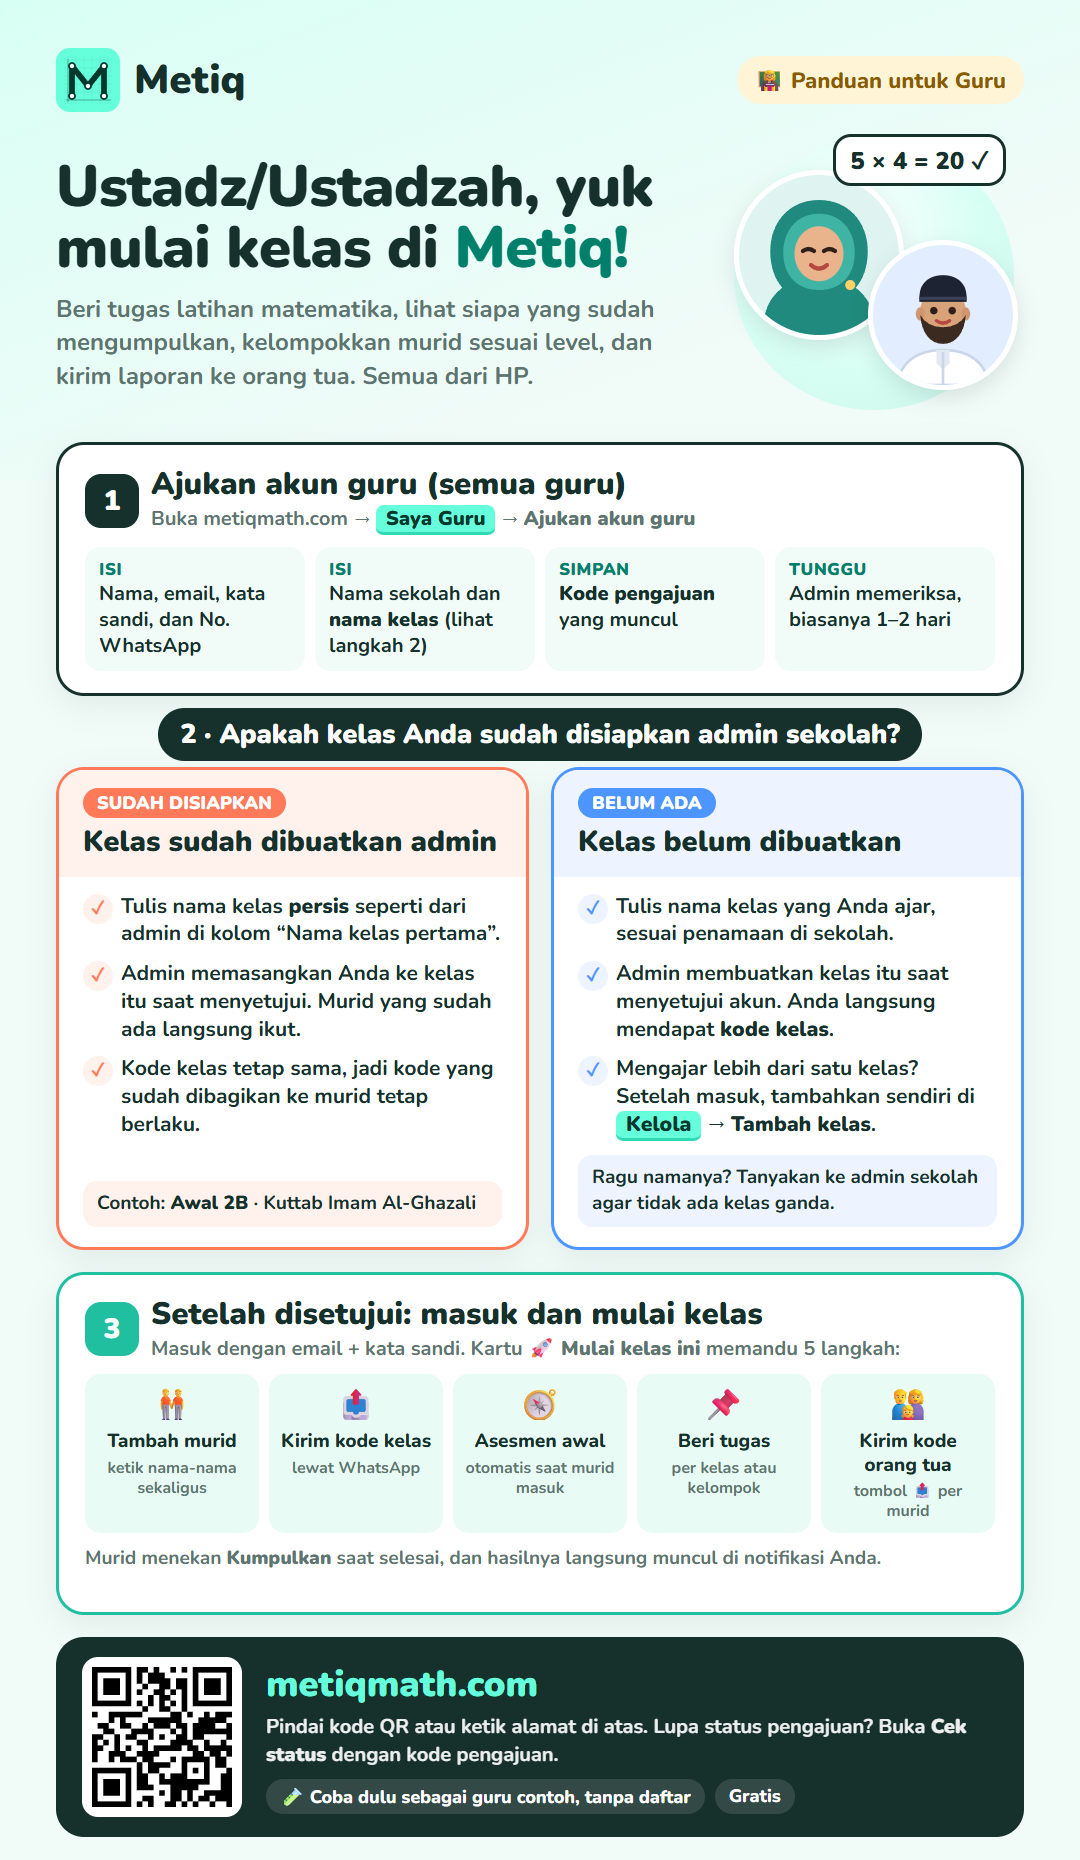 Metiq
Panduan untuk Guru
5 × 4 = 20 ✓
Ustadz/Ustadzah, yuk
mulai kelas di Metiq!
Beri tugas latihan matematika, lihat siapa yang sudah
mengumpulkan, kelompokkan murid sesuai level, dan
kirim laporan ke orang tua. Semua dari HP.
1
Ajukan akun guru (semua guru)
Buka metiqmath.com → Saya Guru → Ajukan akun guru
ISI
Nama, email, kata
sandi, dan No.
WhatsApp
ISI
Nama sekolah dan
nama kelas (lihat
langkah 2)
SIMPAN
Kode pengajuan
yang muncul
TUNGGU
Admin memeriksa,
biasanya 1–2 hari
2 · Apakah kelas Anda sudah disiapkan admin sekolah?
SUDAH DISIAPKAN
Kelas sudah dibuatkan admin
✓ Tulis nama kelas persis seperti dari
admin di kolom “Nama kelas pertama”.
✓ Admin memasangkan Anda ke kelas
itu saat menyetujui. Murid yang sudah
ada langsung ikut.
✓ Kode kelas tetap sama, jadi kode yang
sudah dibagikan ke murid tetap
berlaku.
Contoh: Awal 2B · Kuttab Imam Al-Ghazali
BELUM ADA
Kelas belum dibuatkan
✓ Tulis nama kelas yang Anda ajar,
sesuai penamaan di sekolah.
✓ Admin membuatkan kelas itu saat
menyetujui akun. Anda langsung
mendapat kode kelas.
✓ Mengajar lebih dari satu kelas?
Setelah masuk, tambahkan sendiri di
Kelola → Tambah kelas.
Ragu namanya? Tanyakan ke admin sekolah
agar tidak ada kelas ganda.
3
Setelah disetujui: masuk dan mulai kelas
Masuk dengan email + kata sandi. Kartu 🚀 Mulai kelas ini memandu 5 langkah:
Tambah murid
ketik nama-nama
sekaligus
Kirim kode kelas
lewat WhatsApp
Asesmen awal
otomatis saat murid
masuk
Beri tugas
per kelas atau
kelompok
Kirim kode
orang tua
tombol 📤 per
murid
Murid menekan Kumpulkan saat selesai, dan hasilnya langsung muncul di notifikasi Anda.
metiqmath.com
Pindai kode QR atau ketik alamat di atas. Lupa status pengajuan? Buka Cek
status dengan kode pengajuan.
Coba dulu sebagai guru contoh, tanpa daftar
Gratis